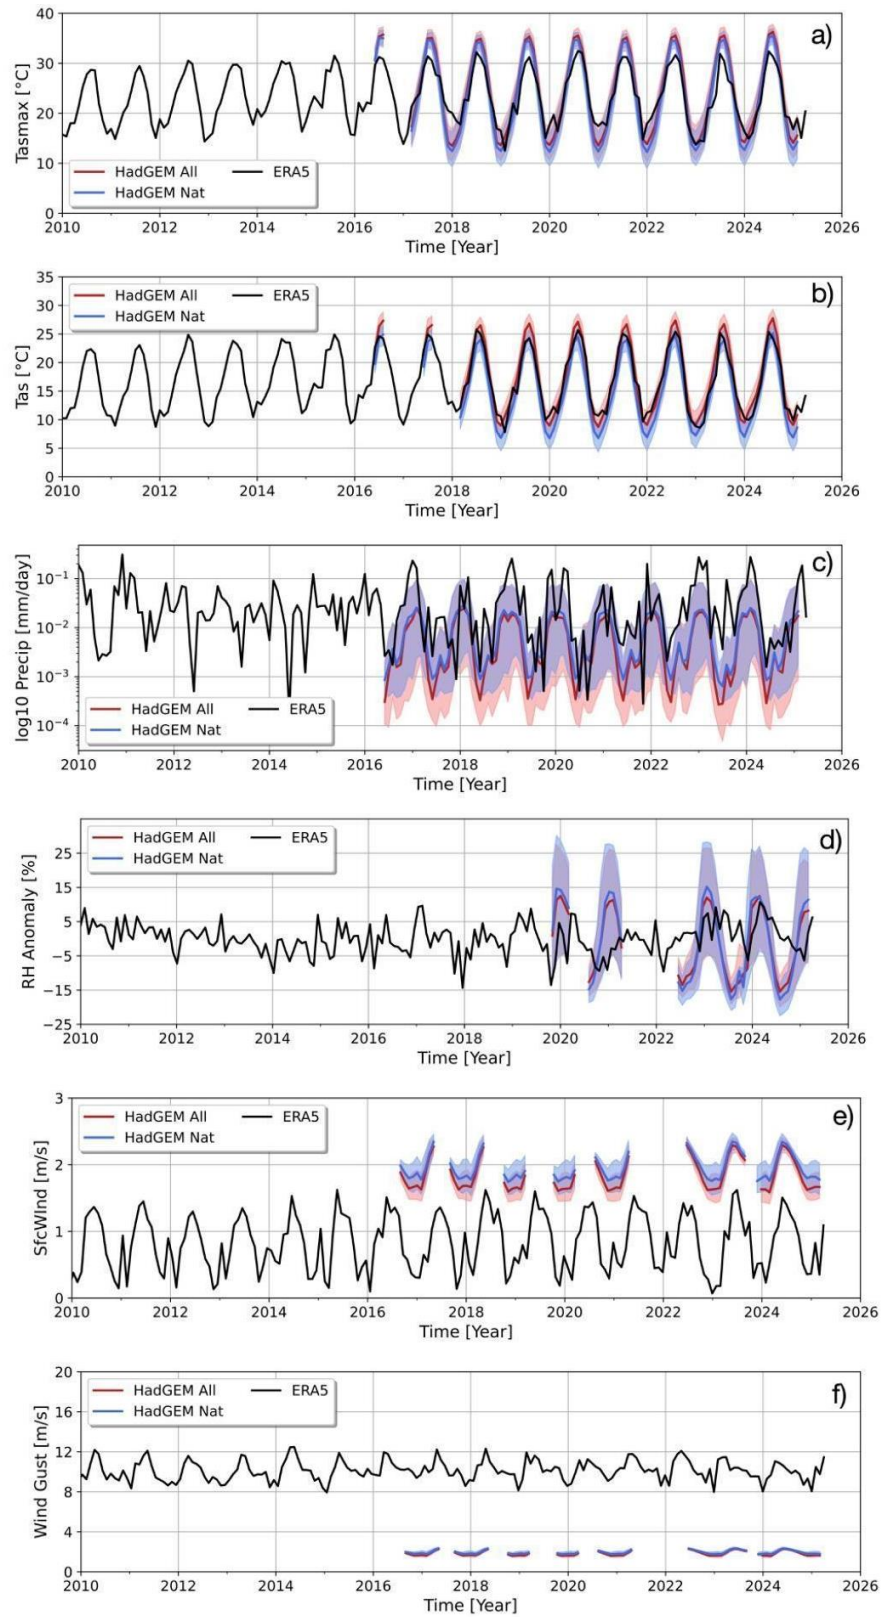 a)
40
30
20
10
0
Tasmax [°C]
HadGEM All
HadGEM Nat
ERA5
2010 2012 2014 2016 2018 2020 2022 2024 2026
Time [Year]
b)
35
30
25
20
15
10
5
0
Tas [°C]
HadGEM All
HadGEM Nat
ERA5
2010 2012 2014 2016 2018 2020 2022 2024 2026
Time [Year]
c)
10⁻¹
10⁻²
10⁻³
10⁻⁴
log10 Precip [mm/day]
HadGEM All
HadGEM Nat
ERA5
2010 2012 2014 2016 2018 2020 2022 2024 2026
Time [Year]
d)
25
15
5
−5
−15
−25
RH Anomaly [%]
HadGEM All
HadGEM Nat
ERA5
2010 2012 2014 2016 2018 2020 2022 2024 2026
Time [Year]
e)
3
2
1
0
SfcWInd [m/s]
HadGEM All
HadGEM Nat
ERA5
2010 2012 2014 2016 2018 2020 2022 2024 2026
Time [Year]
f)
20
16
12
8
4
0
Wind Gust [m/s]
HadGEM All
HadGEM Nat
ERA5
2010 2012 2014 2016 2018 2020 2022 2024 2026
Time [Year]